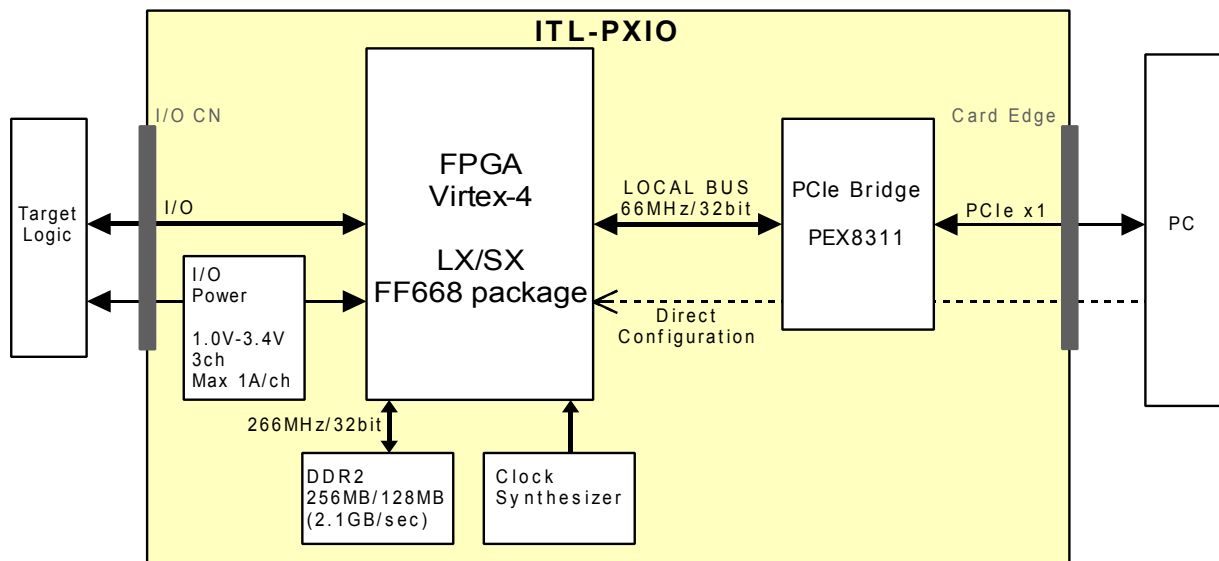 ITL-PXIO
I/O CN
Card Edge
Target
Logic
I/O
I/O
Power
1.0V-3.4V
3ch
Max 1A/ch
FPGA
Virtex-4
LX/SX
FF668 package
LOCAL BUS
66MHz/32bit
PCIe Bridge
PEX8311
PCIe x1
PC
Direct
Configuration
266MHz/32bit
DDR2
256MB/128MB
(2.1GB/sec)
Clock
Synthesizer